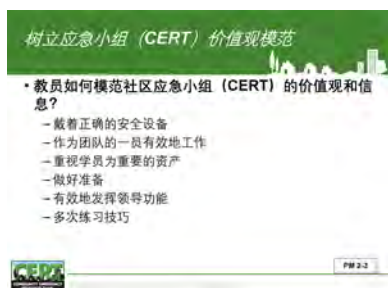 树立应急小组（CERT）价值观模范
• 教员如何模范社区应急小组（CERT）的价值观和信
息?
－戴着正确的安全设备
－作为团队的一员有效地工作
－重视学员为重要的资产
－做好准备
－有效地发挥领导功能
－多次练习技巧
CERT
COMMUNITY EMERGENCY
PM 2-2